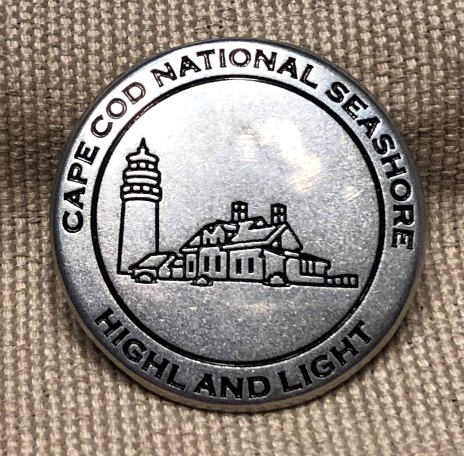 CAPE COD NATIONAL SEASHORE
HIGHL AND LIGHT